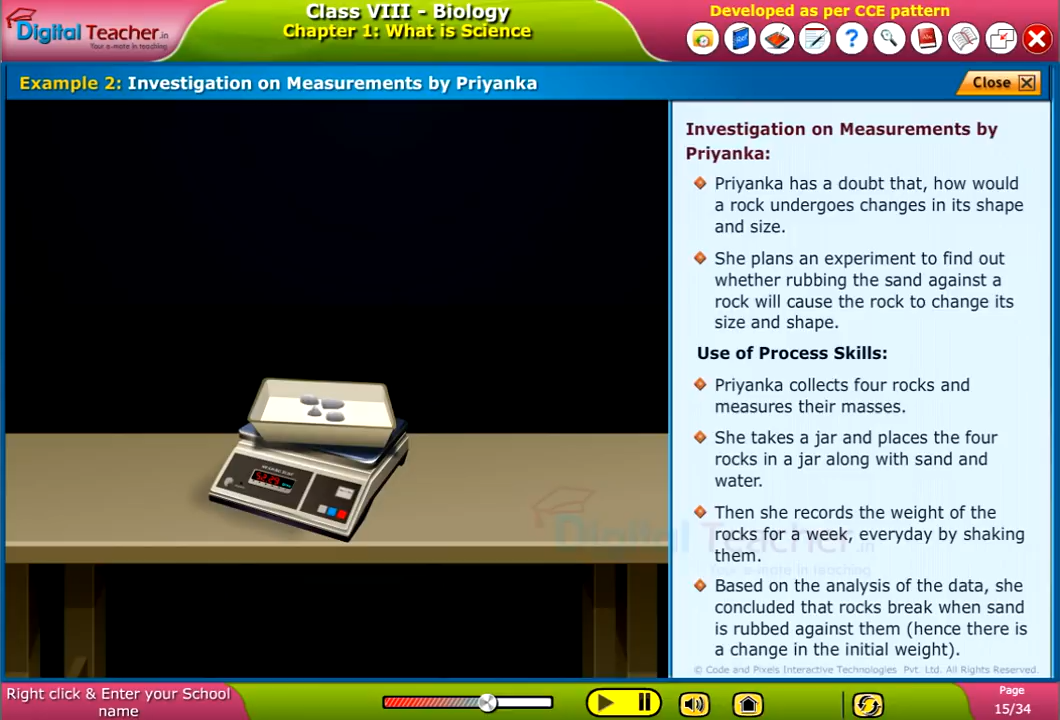 Class VIII - Biology
Developed as per CCE pattern
Digital Teacher.in
Your e-mate in teaching
Chapter 1: What is Science
Example 2: Investigation on Measurements by Priyanka
Close
Investigation on Measurements by
Priyanka:
Priyanka has a doubt that, how would
a rock undergoes changes in its shape
and size.
She plans an experiment to find out
whether rubbing the sand against a
rock will cause the rock to change its
size and shape.
Use of Process Skills:
Priyanka collects four rocks and
measures their masses.
She takes a jar and places the four
rocks in a jar along with sand and
water.
Then she records the weight of the
rocks for a week, everyday by shaking
them.
Based on the analysis of the data, she
concluded that rocks break when sand
is rubbed against them (hence there is
a change in the initial weight).
Digital Teacher.in
Your e-mate in teaching
© Code and Pixels Interactive Technologies Pvt. Ltd. All Rights Reserved.
Right click & Enter your School
name
Page
15/34